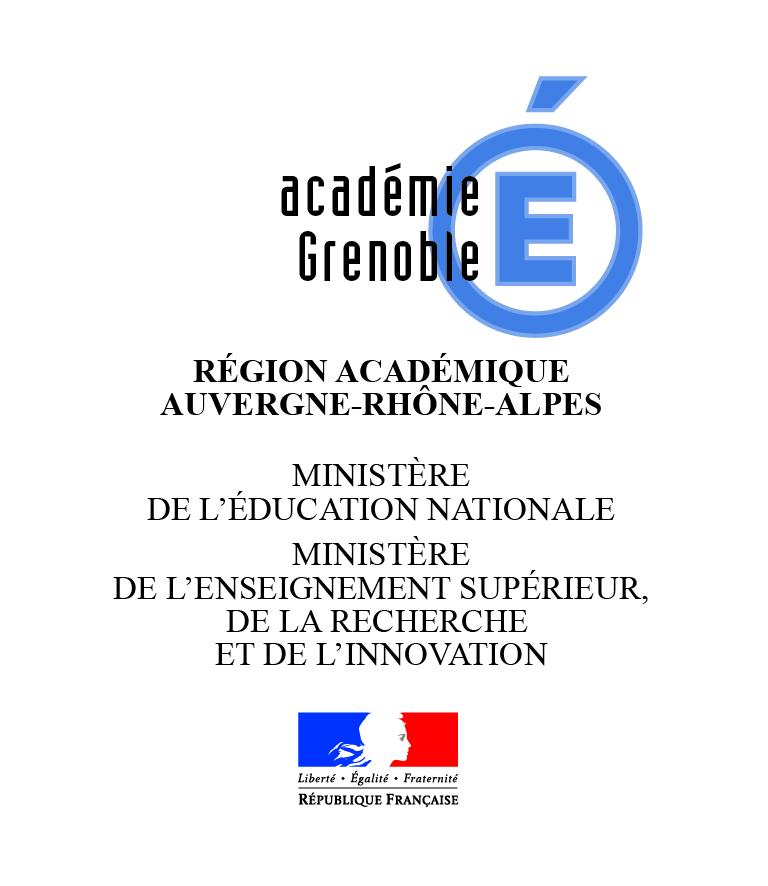 académie
Grenoble
É
RÉGION ACADÉMIQUE
AUVERGNE-RHÔNE-ALPES
MINISTÈRE
DE L’ÉDUCATION NATIONALE
MINISTÈRE
DE L’ENSEIGNEMENT SUPÉRIEUR,
DE LA RECHERCHE
ET DE L’INNOVATION
Liberté • Égalité • Fraternité
RÉPUBLIQUE FRANÇAISE